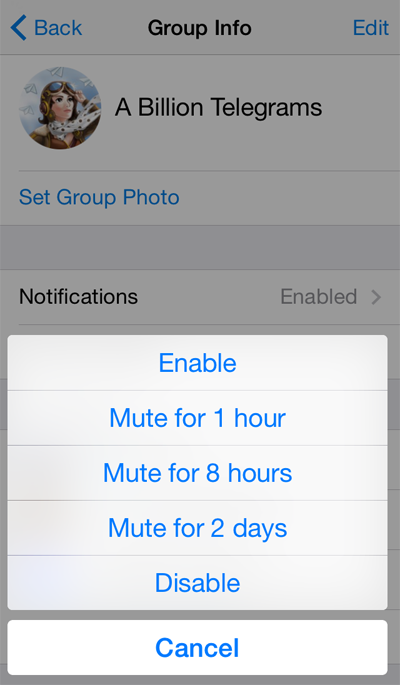 Back Group Info Edit
A Billion Telegrams
Set Group Photo
Notifications Enabled
Enable
Mute for 1 hour
Mute for 8 hours
Mute for 2 days
Disable
Cancel